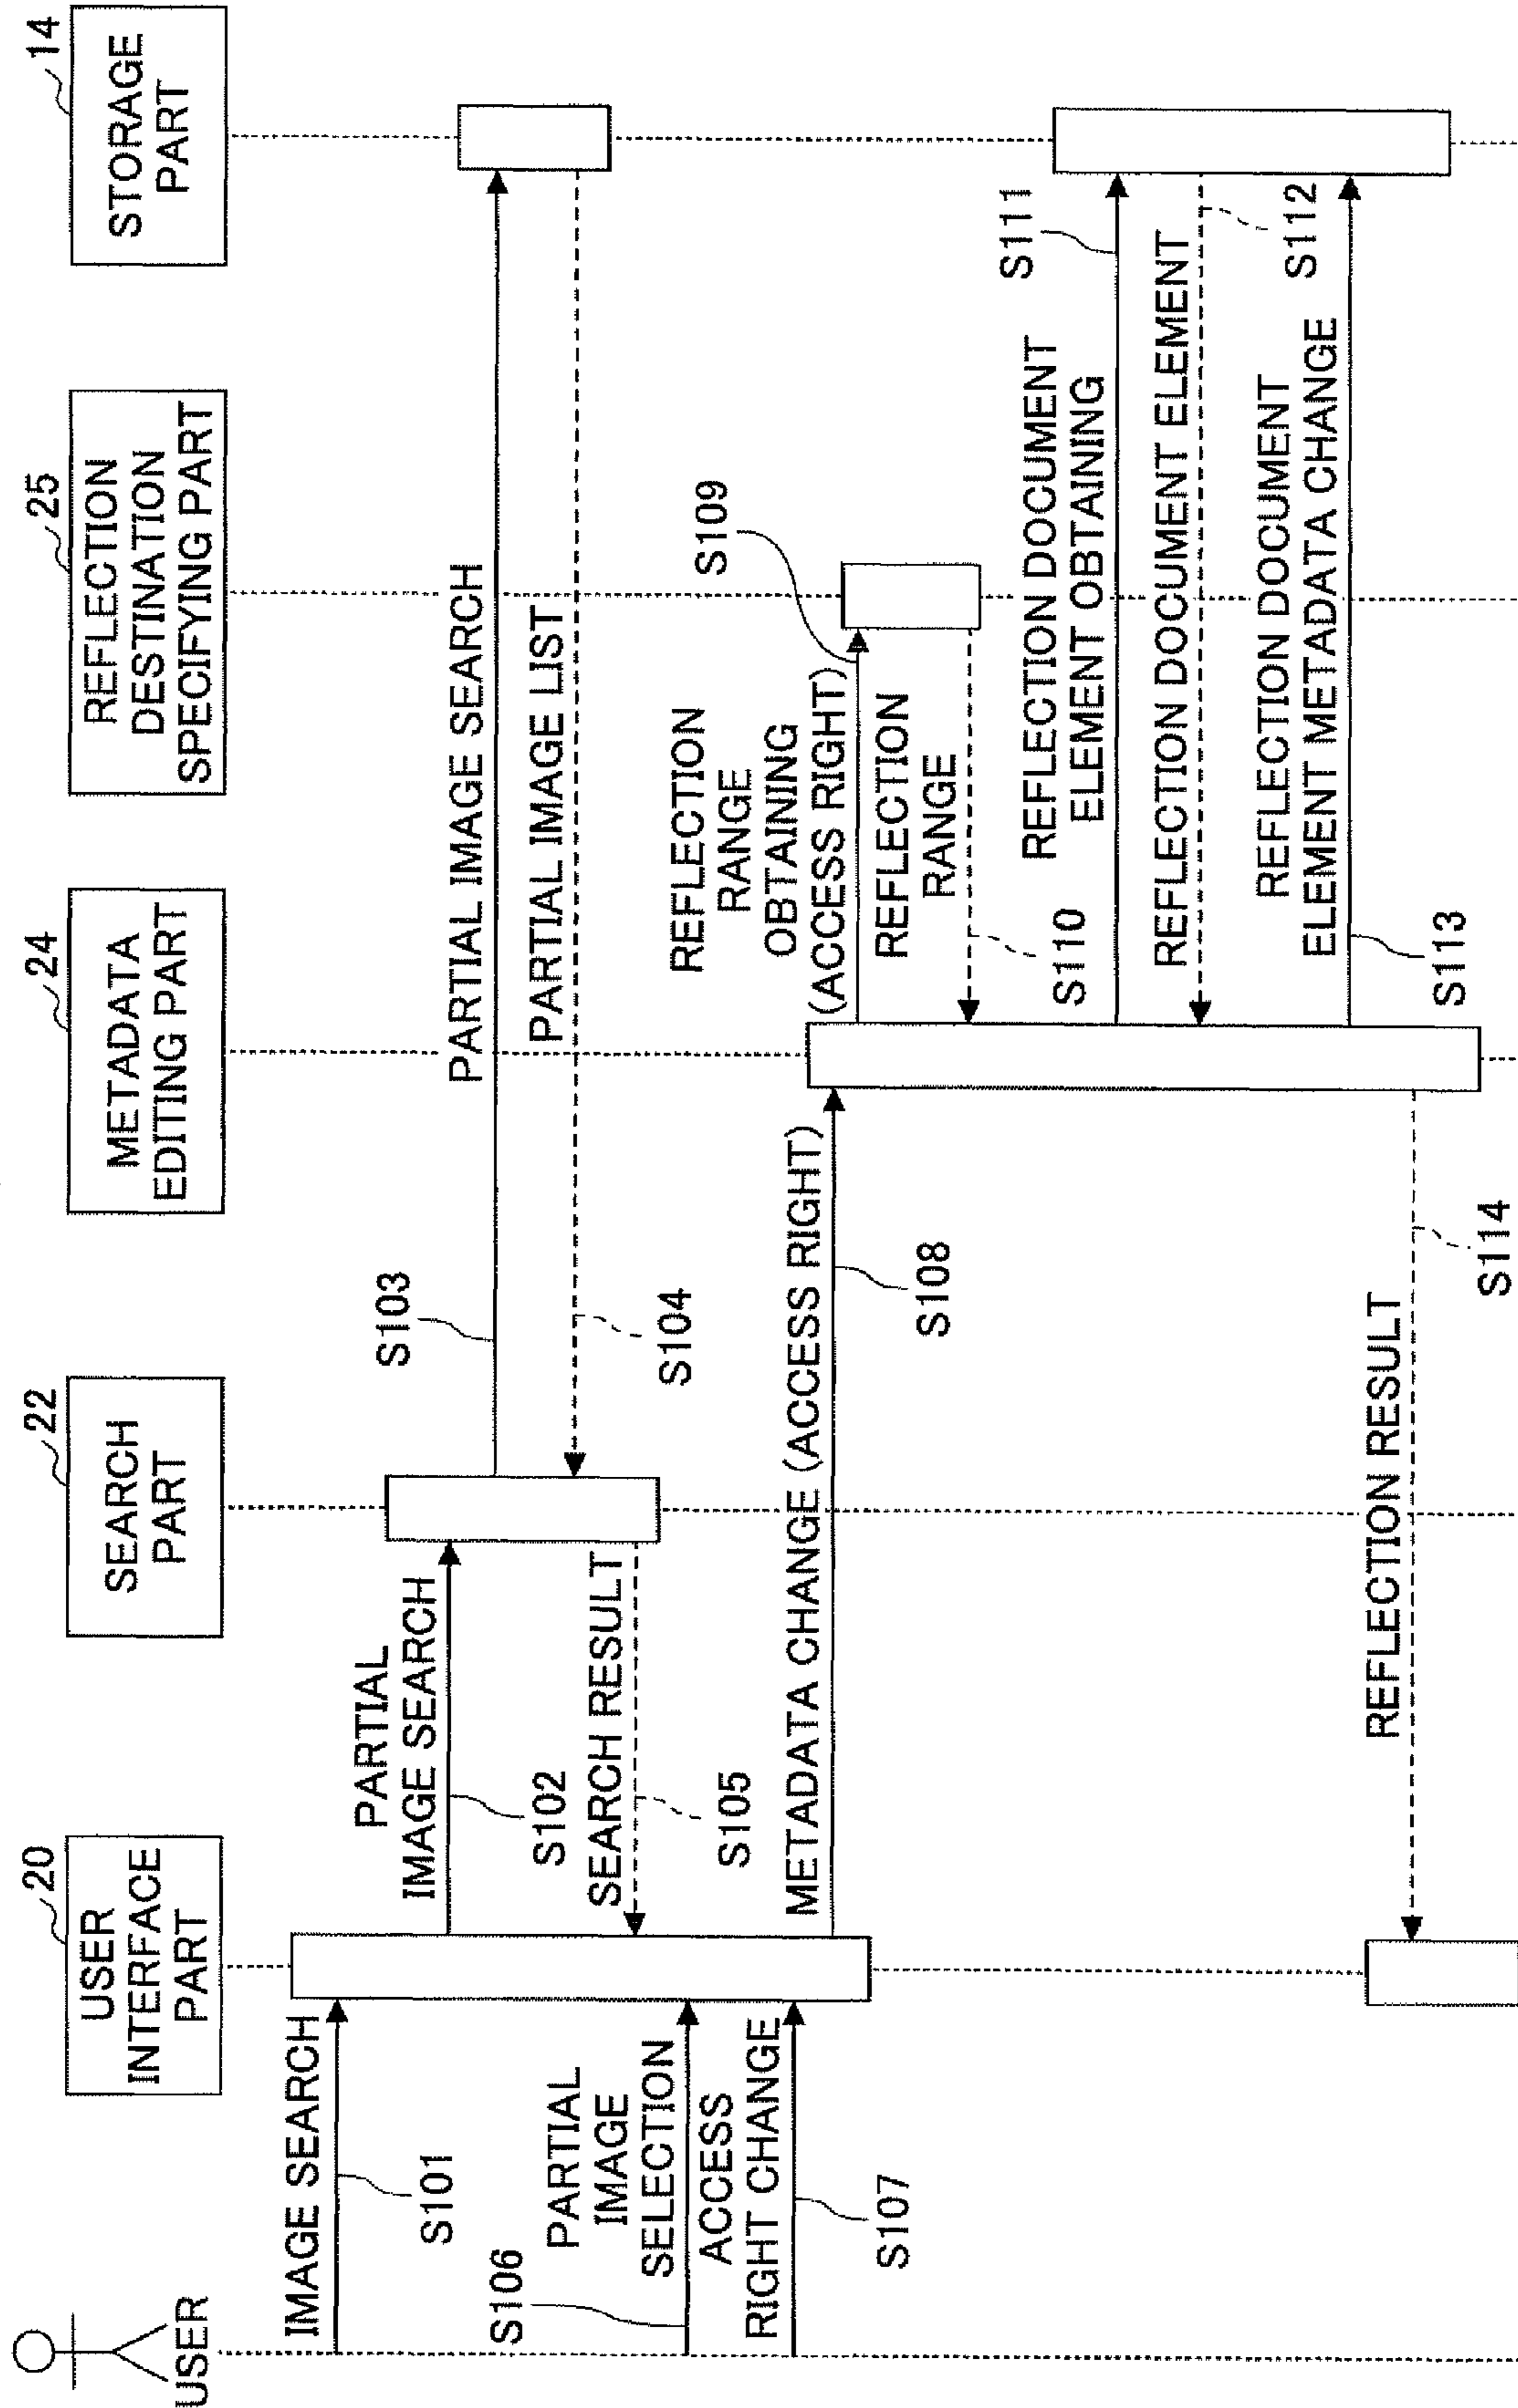 USER
20
USER
INTERFACE
PART
22
SEARCH
PART
24
METADATA
EDITING PART
25
REFLECTION
DESTINATION
SPECIFYING PART
14
STORAGE
PART
IMAGE SEARCH
S101
PARTIAL
IMAGE SEARCH
S102
S103
PARTIAL IMAGE SEARCH
PARTIAL IMAGE LIST
S104
SEARCH RESULT
S105
S106
PARTIAL
IMAGE
SELECTION
ACCESS
RIGHT CHANGE
S107
METADATA CHANGE (ACCESS RIGHT)
S108
REFLECTION
RANGE
OBTAINING
(ACCESS RIGHT)
S109
REFLECTION
RANGE
S110
REFLECTION DOCUMENT
ELEMENT OBTAINING
S111
REFLECTION DOCUMENT ELEMENT
S112
REFLECTION DOCUMENT
ELEMENT METADATA CHANGE
S113
REFLECTION RESULT
S114